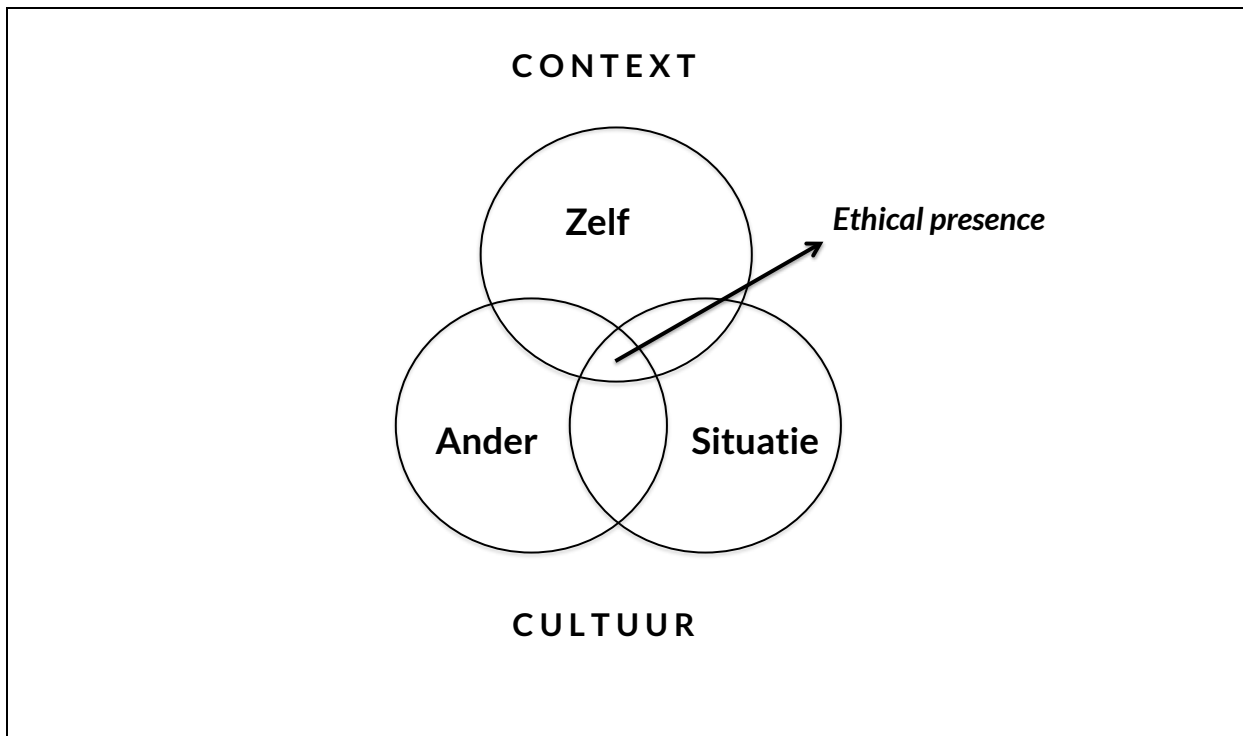 CONTEXT
Zelf
Ethical presence
Ander
Situatie
CULTUUR